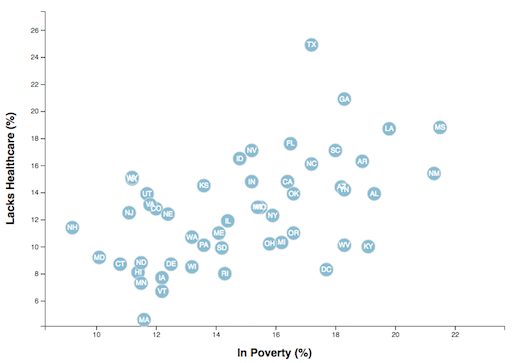 26
24
22
20
18
16
14
12
10
8
6
Lacks Healthcare (%)
TX
GA
LA
MS
FL
NV
SC
ID
NC
AR
NM
KS
IN
CA
TN
UT
OK
AL
NJ
NE
NY
IL
NH
ME
OR
WA
PA
SD
OH
MI
WV
KY
MD
CT
ND
DE
WI
HI
RI
DC
IA
MN
VT
MA
10
12
14
16
18
20
22
In Poverty (%)